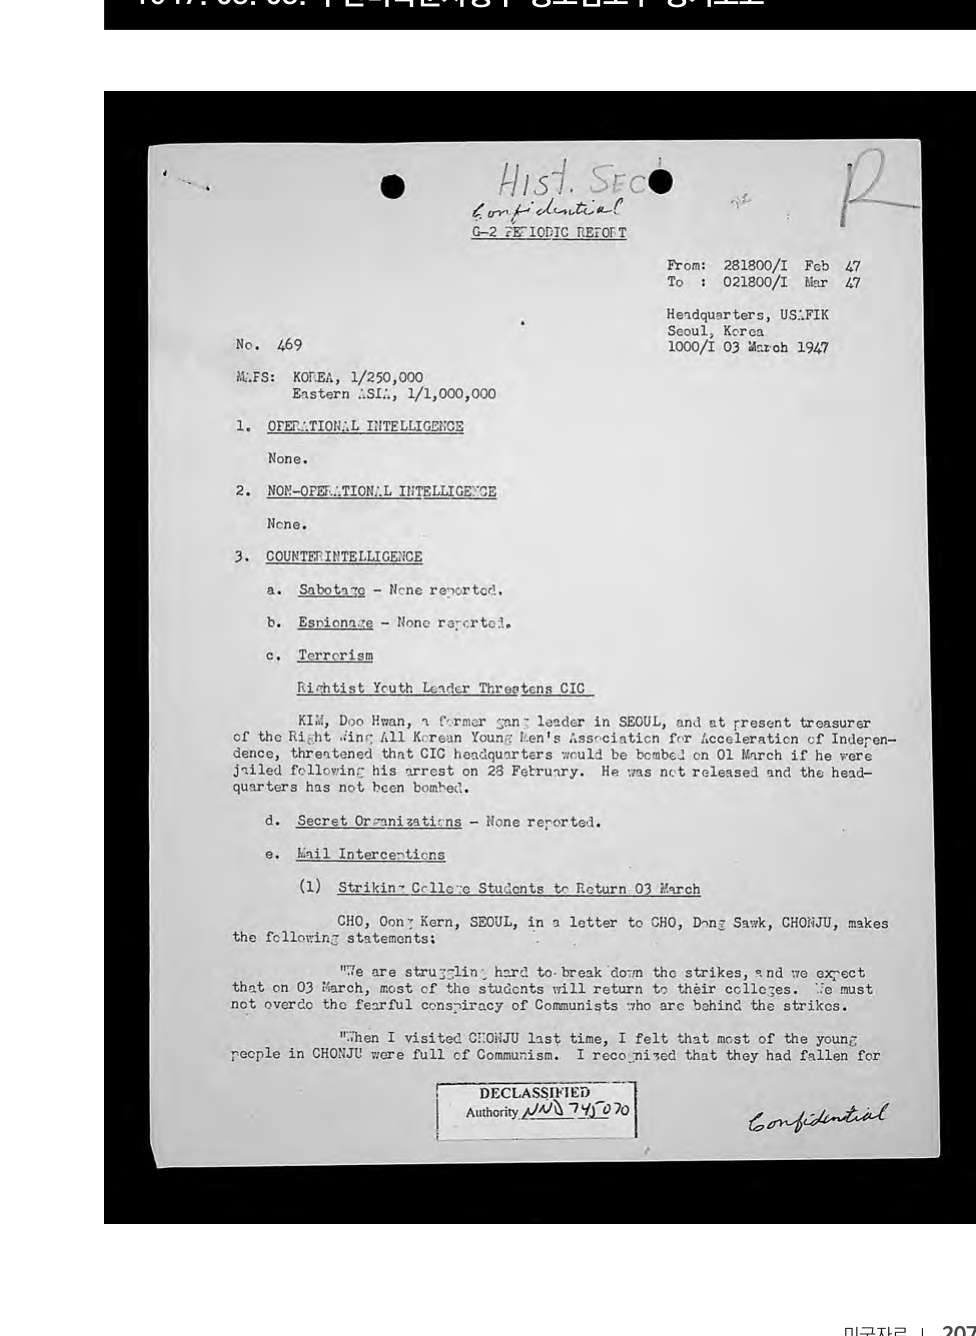 Hist. SEC
Confidential
R
G-2 PERIODIC REPORT
From: 281800/I Feb 47
To : 021800/I Mar 47
Headquarters, USAFIK
Seoul, Korea
1000/I 03 March 1947
No. 469
MAPS: KOREA, 1/250,000
Eastern ASIA, 1/1,000,000
1. OPERATIONAL INTELLIGENCE
None.
2. NON-OPERATIONAL INTELLIGENCE
None.
3. COUNTERINTELLIGENCE
a. Sabotage - None reported.
b. Espionage - None reported.
c. Terrorism
Rightist Youth Leader Threatens CIC
KIM, Doo Hwan, a former gang leader in SEOUL, and at present treasurer
of the Right Wing All Korean Young Men's Association for Acceleration of Indepen-
dence, threatened that CIC headquarters would be bombed on 01 March if he were
jailed following his arrest on 28 February. He was not released and the head-
quarters has not been bombed.
d. Secret Organizations - None reported.
e. Mail Interceptions
(1) Striking College Students to Return 03 March
CHO, Oong Kern, SEOUL, in a letter to CHO, Dong Sawk, CHONJU, makes
the following statements:
"We are struggling hard to break down the strikes, and we expect
that on 03 March, most of the students will return to their colleges. We must
not overdo the fearful conspiracy of Communists who are behind the strikes.
"When I visited CHONJU last time, I felt that most of the young
people in CHONJU were full of Communism. I recognized that they had fallen for
DECLASSIFIED
Authority NND 745070
Confidential
미국자료 | 207